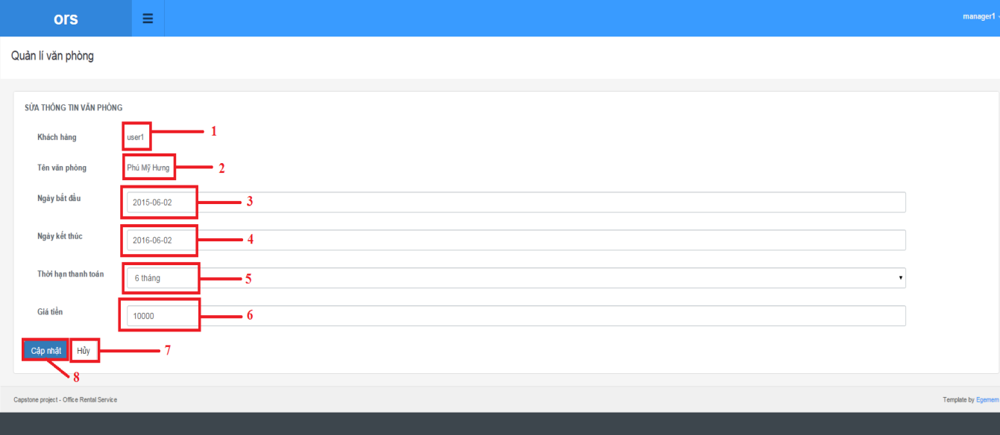 ors
manager1
Quản lí văn phòng
SỬA THÔNG TIN VĂN PHÒNG
Khách hàng user1 1
Tên văn phòng Phú Mỹ Hưng 2
Ngày bắt đầu 2015-06-02 3
Ngày kết thúc 2016-06-02 4
Thời hạn thanh toán 6 tháng 5
Giá tiền 10000 6
Cập nhật Hủy 7
8
Capstone project - Office Rental Service Template by Egemem